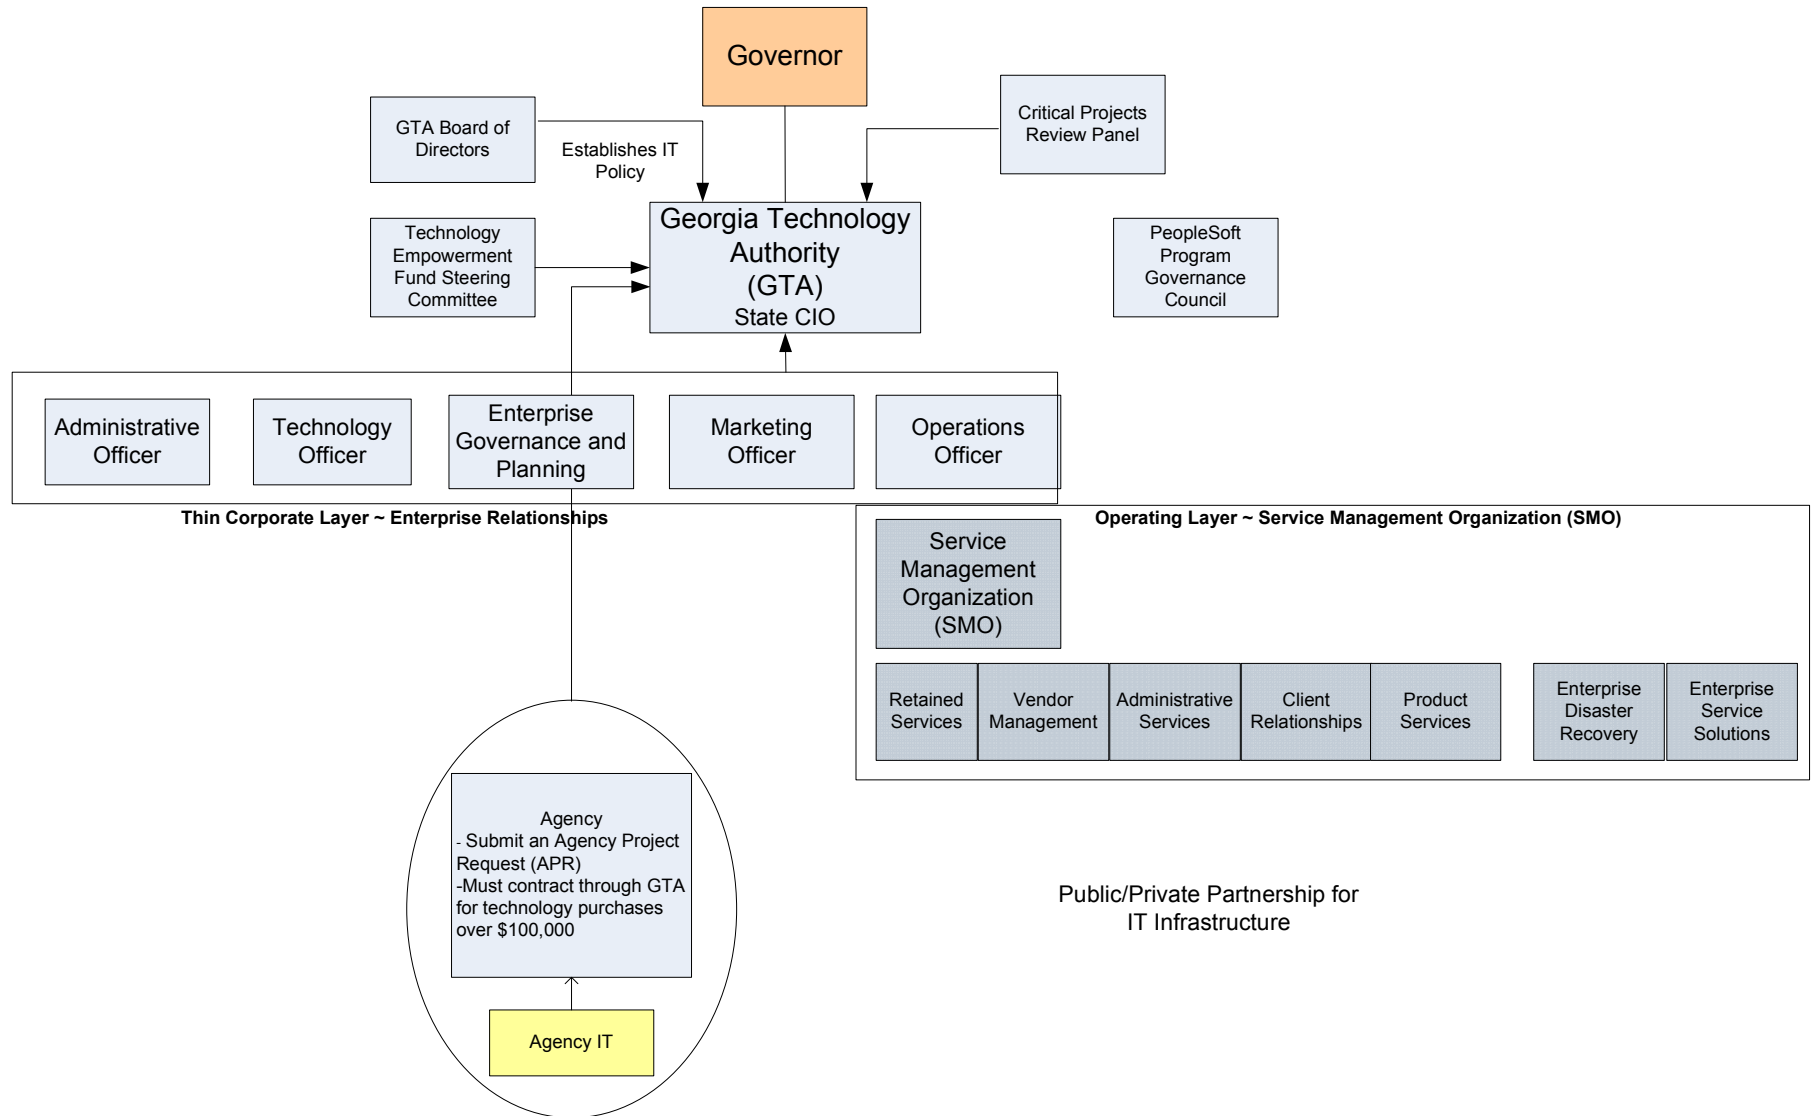 Governor
GTA Board of
Directors
Establishes IT
Policy
Critical Projects
Review Panel
Technology
Empowerment
Fund Steering
Committee
Georgia Technology
Authority
(GTA)
State CIO
PeopleSoft
Program
Governance
Council
Administrative
Officer
Technology
Officer
Enterprise
Governance and
Planning
Marketing
Officer
Operations
Officer
Thin Corporate Layer ~ Enterprise Relationships
Operating Layer ~ Service Management Organization (SMO)
Service
Management
Organization
(SMO)
Retained
Services
Vendor
Management
Administrative
Services
Client
Relationships
Product
Services
Enterprise
Disaster
Recovery
Enterprise
Service
Solutions
Agency
- Submit an Agency Project
Request (APR)
-Must contract through GTA
for technology purchases
over $100,000
Agency IT
Public/Private Partnership for
IT Infrastructure